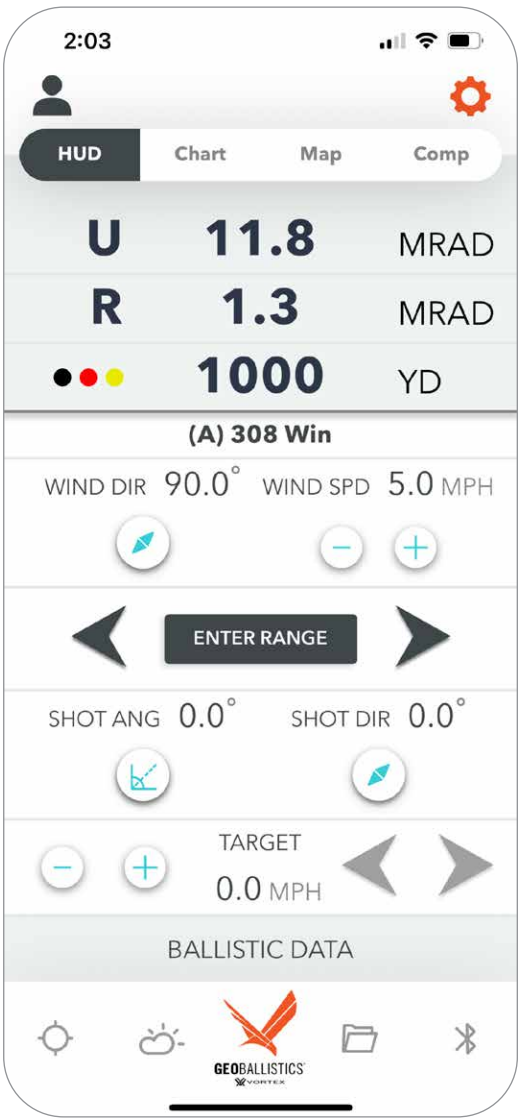 2:03
HUD Chart Map Comp
U 11.8 MRAD
R 1.3 MRAD
1000 YD
(A) 308 Win
WIND DIR 90.0° WIND SPD 5.0 MPH
ENTER RANGE
SHOT ANG 0.0° SHOT DIR 0.0°
TARGET
0.0 MPH
BALLISTIC DATA
GEOBALLISTICS
VORTEX